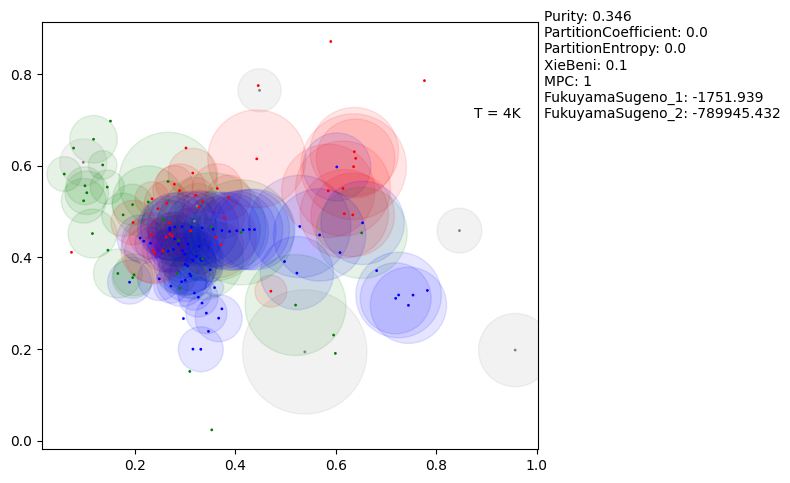 Purity: 0.346
PartitionCoefficient: 0.0
PartitionEntropy: 0.0
XieBeni: 0.1
MPC: 1
FukuyamaSugeno_1: -1751.939
FukuyamaSugeno_2: -789945.432
T = 4K
0.8
0.6
0.4
0.2
0.0
0.2
0.4
0.6
0.8
1.0